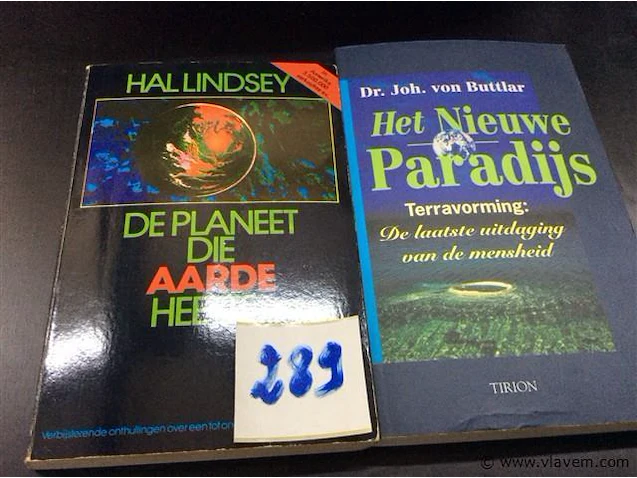 HAL LINDSEY
DE PLANEET
DIE
AARDE
289
Verbijsterende onthullingen over een tot
Dr. Joh. von Buttlar
Het Nieuwe
Paradijs
Terravorming:
De laatste uitdaging
van de mensheid
TIRION
© www.vlavem.com